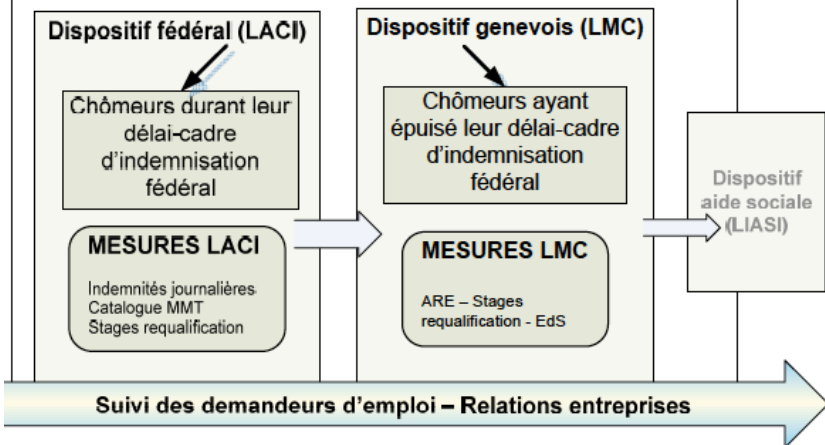 Dispositif fédéral (LACI)
Chômeurs durant leur
délai-cadre
d'indemnisation
fédéral
MESURES LACI
Indemnités journalières
Catalogue MMT
Stages requalification
Dispositif genevois (LMC)
Chômeurs ayant
épuisé leur délai-cadre
d'indemnisation
fédéral
MESURES LMC
ARE – Stages
requalification - EdS
Dispositif
aide sociale
(LIASI)
Suivi des demandeurs d'emploi – Relations entreprises